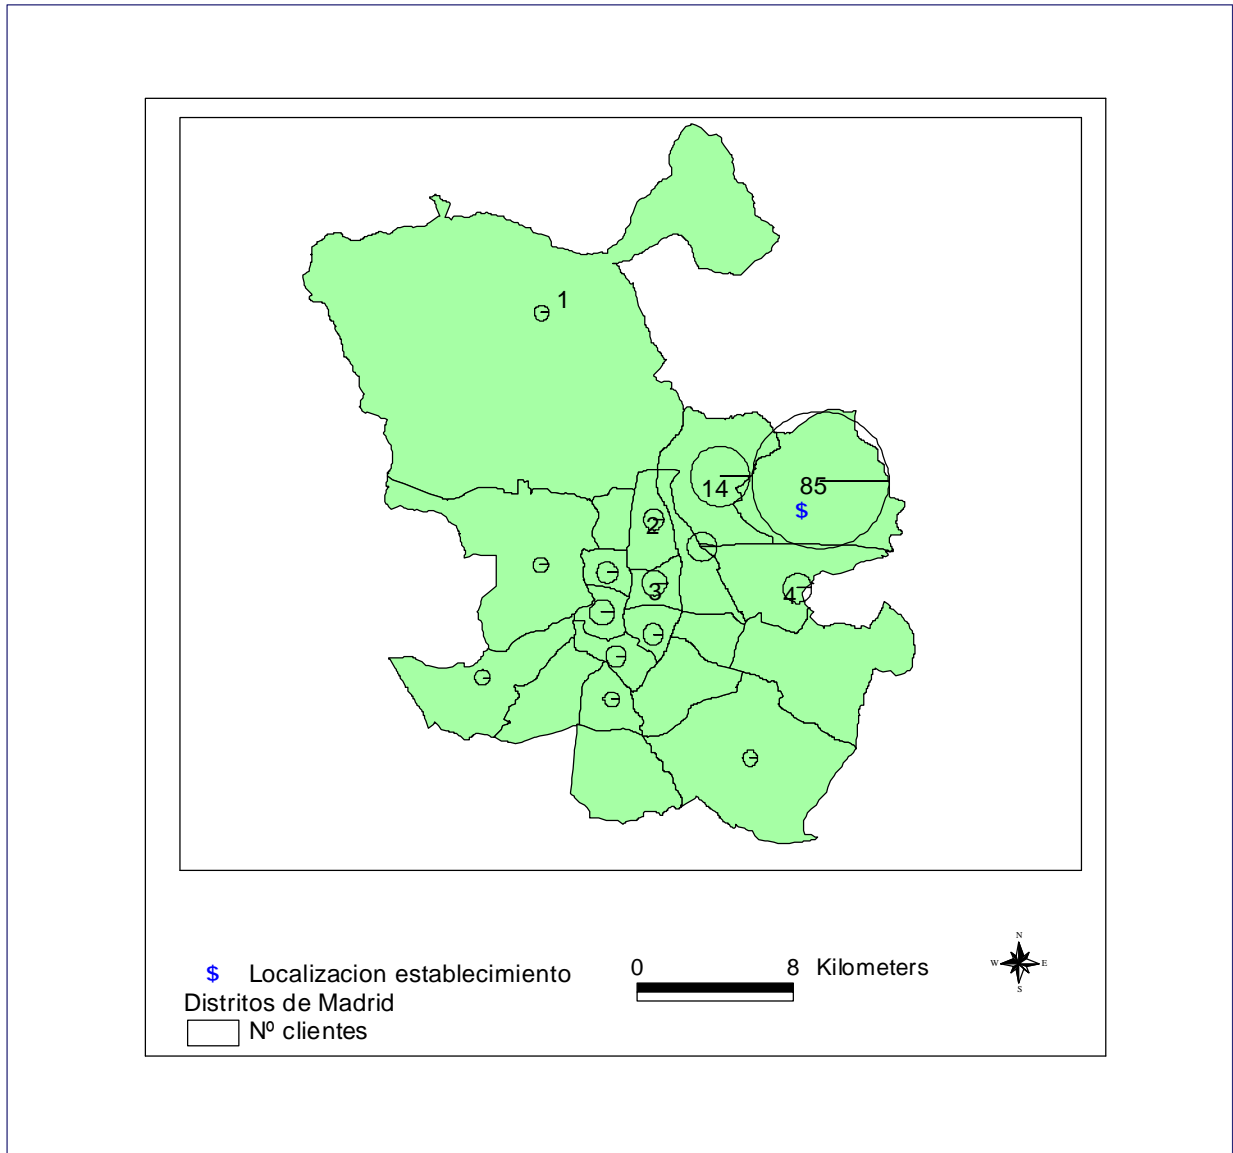 1
14
85
$
2
3
4
$ Localizacion establecimiento
Distritos de Madrid
Nº clientes
0 8 Kilometers
N
W E
S